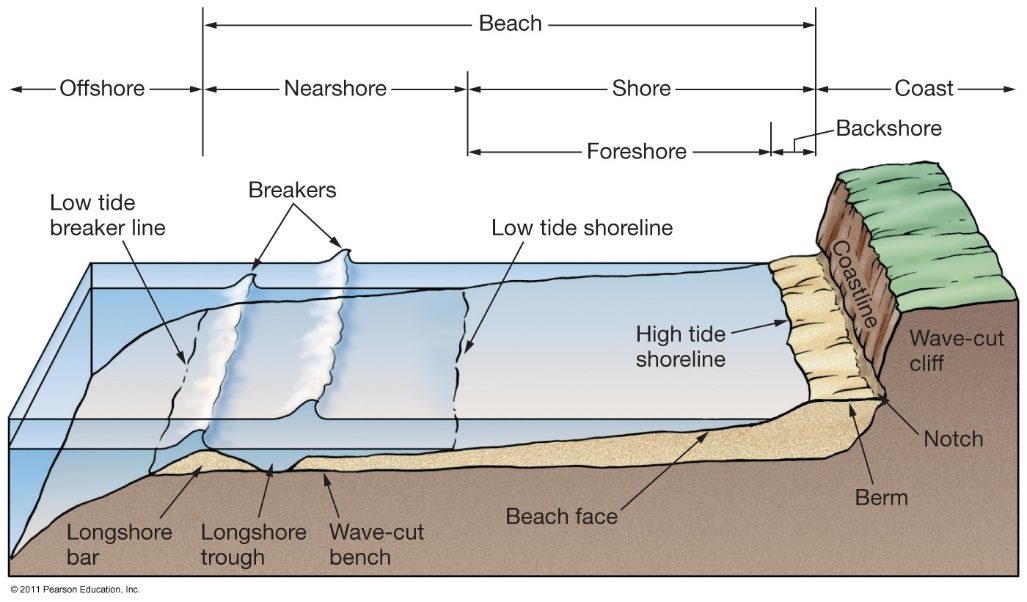 Beach
Offshore
Nearshore
Shore
Coast
Backshore
Foreshore
Breakers
Low tide
breaker line
Low tide shoreline
Coastline
High tide
shoreline
Wave-cut
cliff
Notch
Berm
Beach face
Longshore
bar
Longshore
trough
Wave-cut
bench
© 2011 Pearson Education, Inc.